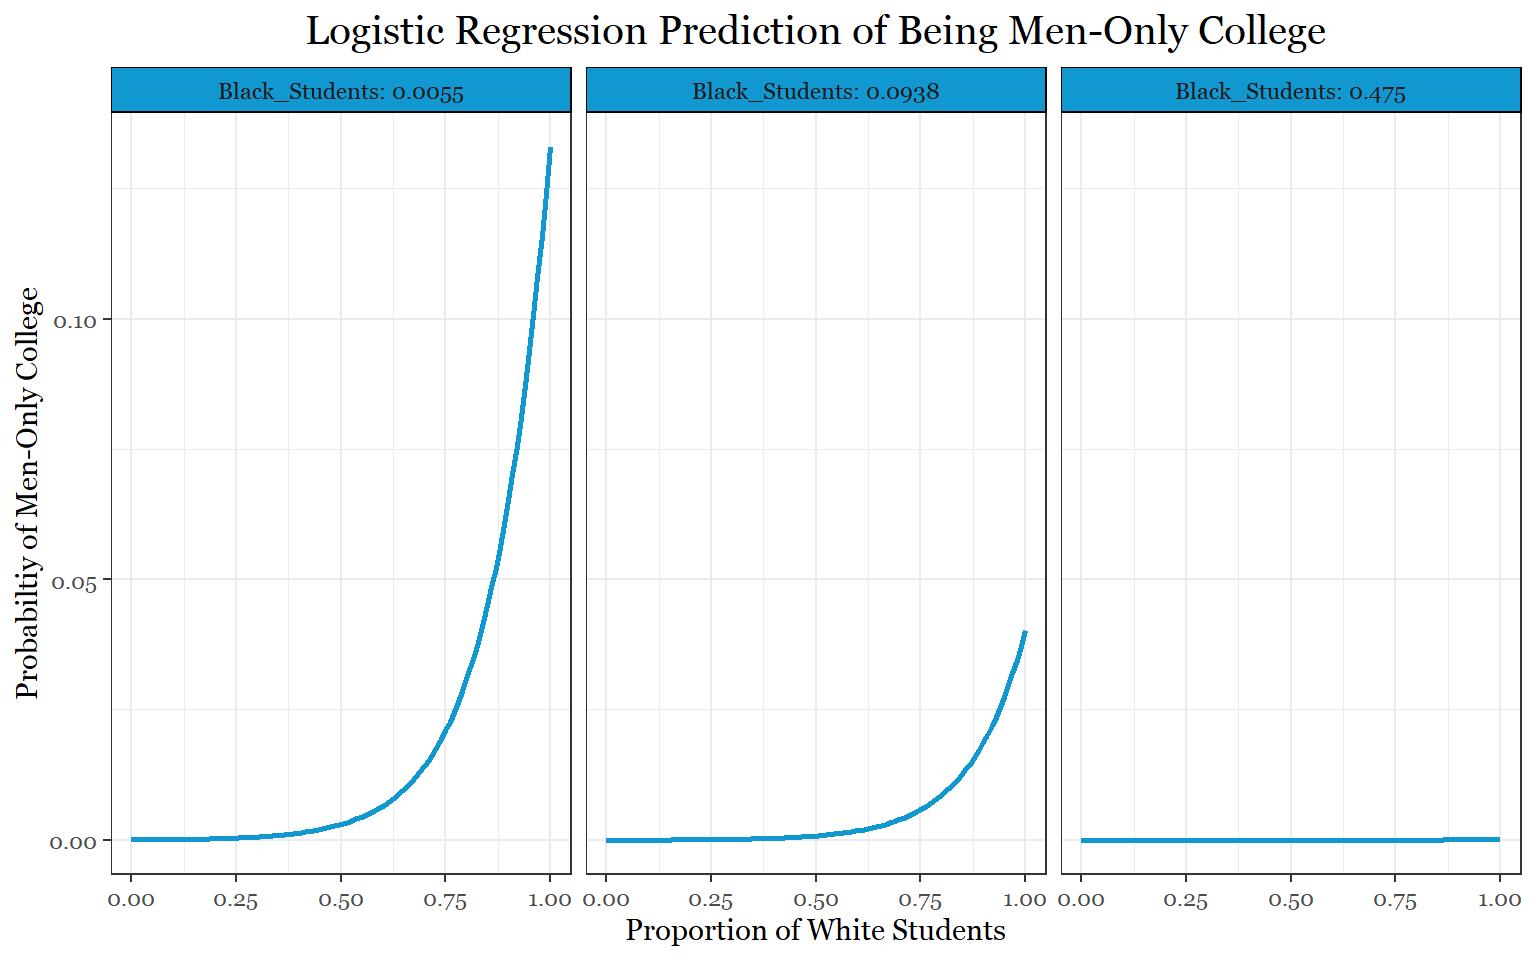 Logistic Regression Prediction of Being Men-Only College
Black_Students: 0.0055
Black_Students: 0.0938
Black_Students: 0.475
Probabiltiy of Men-Only College
0.10
0.05
0.00
0.00 0.25 0.50 0.75 1.00
0.00 0.25 0.50 0.75 1.00
0.00 0.25 0.50 0.75 1.00
Proportion of White Students